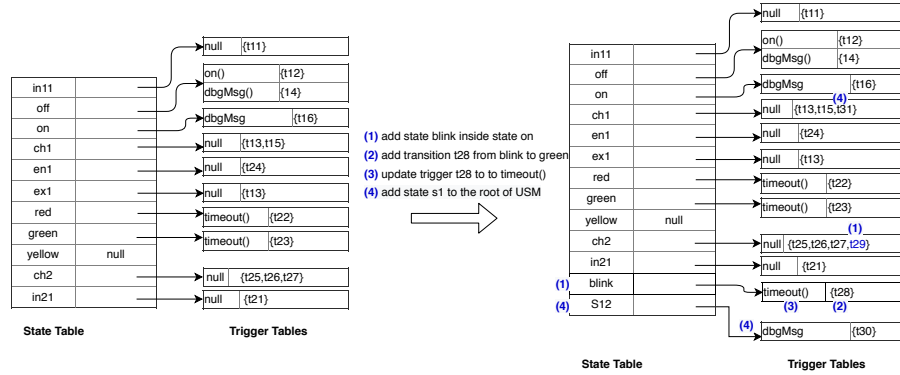 null {t11}
on() {t12}
dbgMsg() {14}
dbgMsg {t16}
null {t13,t15}
null {t24}
null {t13}
timeout() {t22}
timeout() {t23}
null {t25,t26,t27}
null {t21}
in11
off
on
ch1
en1
ex1
red
green
yellow null
ch2
in21
State Table
Trigger Tables
(1) add state blink inside state on
(2) add transition t28 from blink to green
(3) update trigger t28 to to timeout()
(4) add state s1 to the root of USM
in11
off
on
ch1
en1
ex1
red
green
yellow null
ch2
in21
(1) blink
(4) S12
null {t11}
on() {t12}
dbgMsg {14}
dbgMsg {t16}
(4)
null {t13,t15,t31}
null {t24}
null {t13}
timeout() {t22}
timeout() {t23}
(1)
null {t25,t26,t27,t29}
null {t21}
timeout() {t28}
(3) (2)
(4)
dbgMsg {t30}
State Table
Trigger Tables